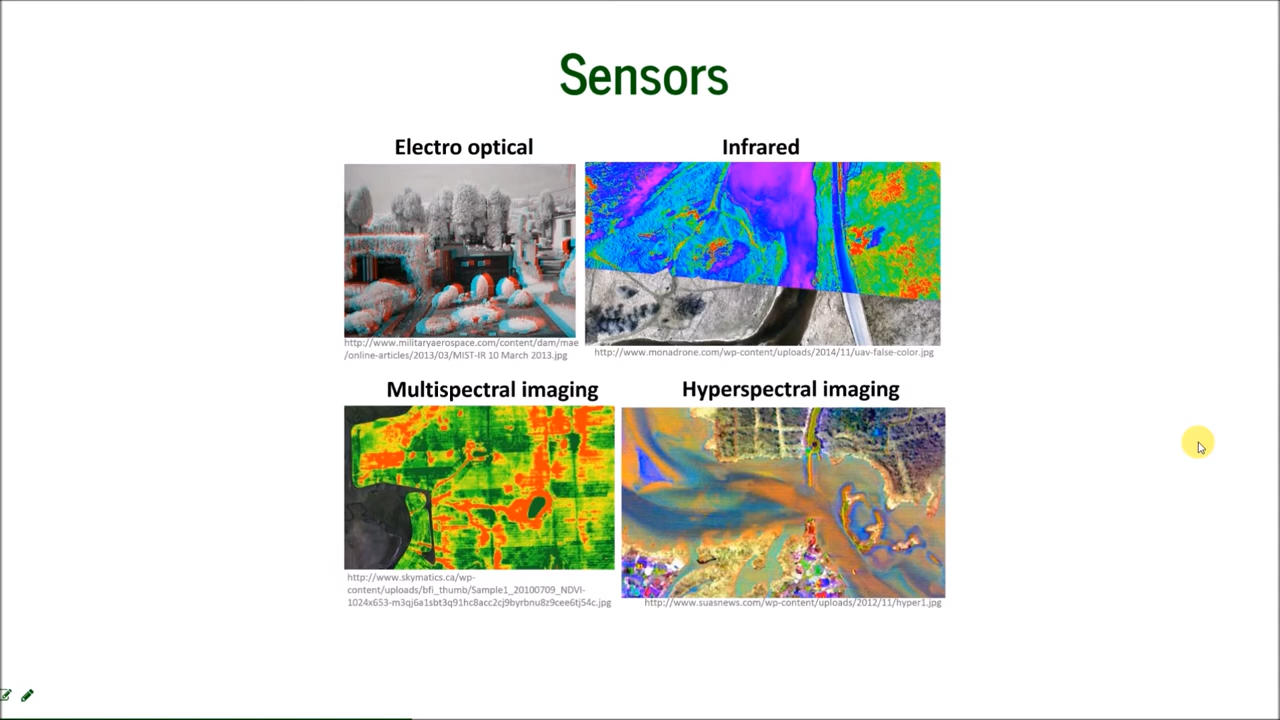 Sensors
Electro optical
Infrared
http://www.militaryaerospace.com/content/dam/mae
/online-articles/2013/03/MIST-IR 10 March 2013.jpg
http://www.monadrone.com/wp-content/uploads/2014/11/uav-false-color.jpg
Multispectral imaging
Hyperspectral imaging
http://www.skymatics.ca/wp-
content/uploads/bfi_thumb/Sample1_20100709_NDVI-
1024x653-m3qj6a1sbt3q91hc8acc2cj9byrbnu8z9cee6tj54c.jpg
http://www.suasnews.com/wp-content/uploads/2012/11/hyper1.jpg